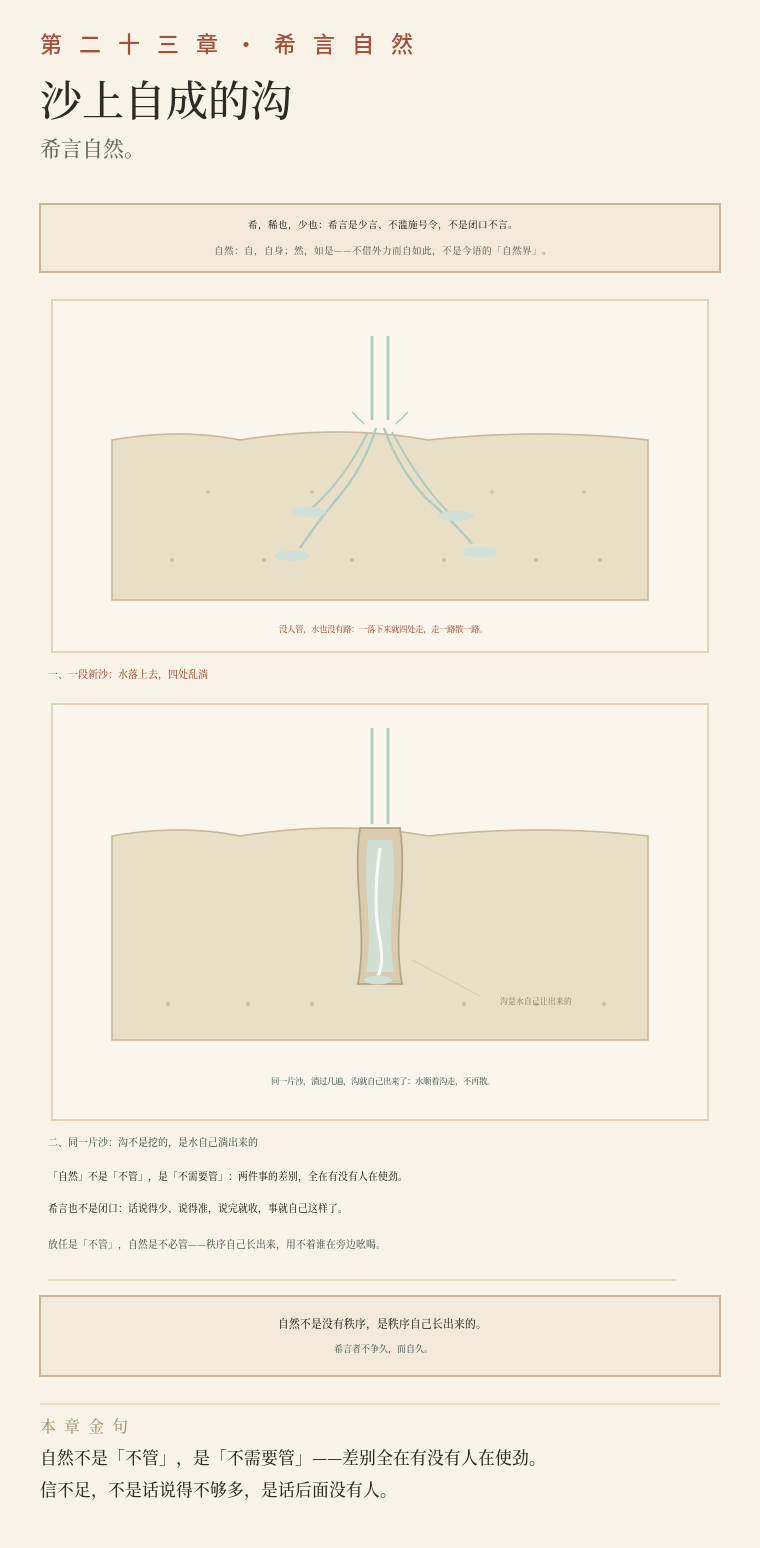 第二十三章·希言自然
沙上自成的沟
希言自然。
希，稀也，少也：希言是少言、不滥施号令，不是闭口不言。
自然：自，自身；然，如是——不借外力而自如此，不是今语的「自然界」。
没人管，水也没有路：一落下来就四处走，走一路散一路。
一、一段新沙：水落上去，四处乱淌
沟是水自己让出来的
同一片沙，淌过几遍，沟就自己出来了：水顺着沟走，不再散。
二、同一片沙：沟不是挖的，是水自己淌出来的
「自然」不是「不管」，是「不需要管」：两件事的差别，全在有没有人在使劲。
希言也不是闭口：话说得少、说得准，说完就收，事就自己这样了。
放任是「不管」，自然是不必管——秩序自己长出来，用不着谁在旁边吆喝。
自然不是没有秩序，是秩序自己长出来的。
希言者不争久，而自久。
本章金句
自然不是「不管」，是「不需要管」——差别全在有没有人在使劲。
信不足，不是话说得不够多，是话后面没有人。